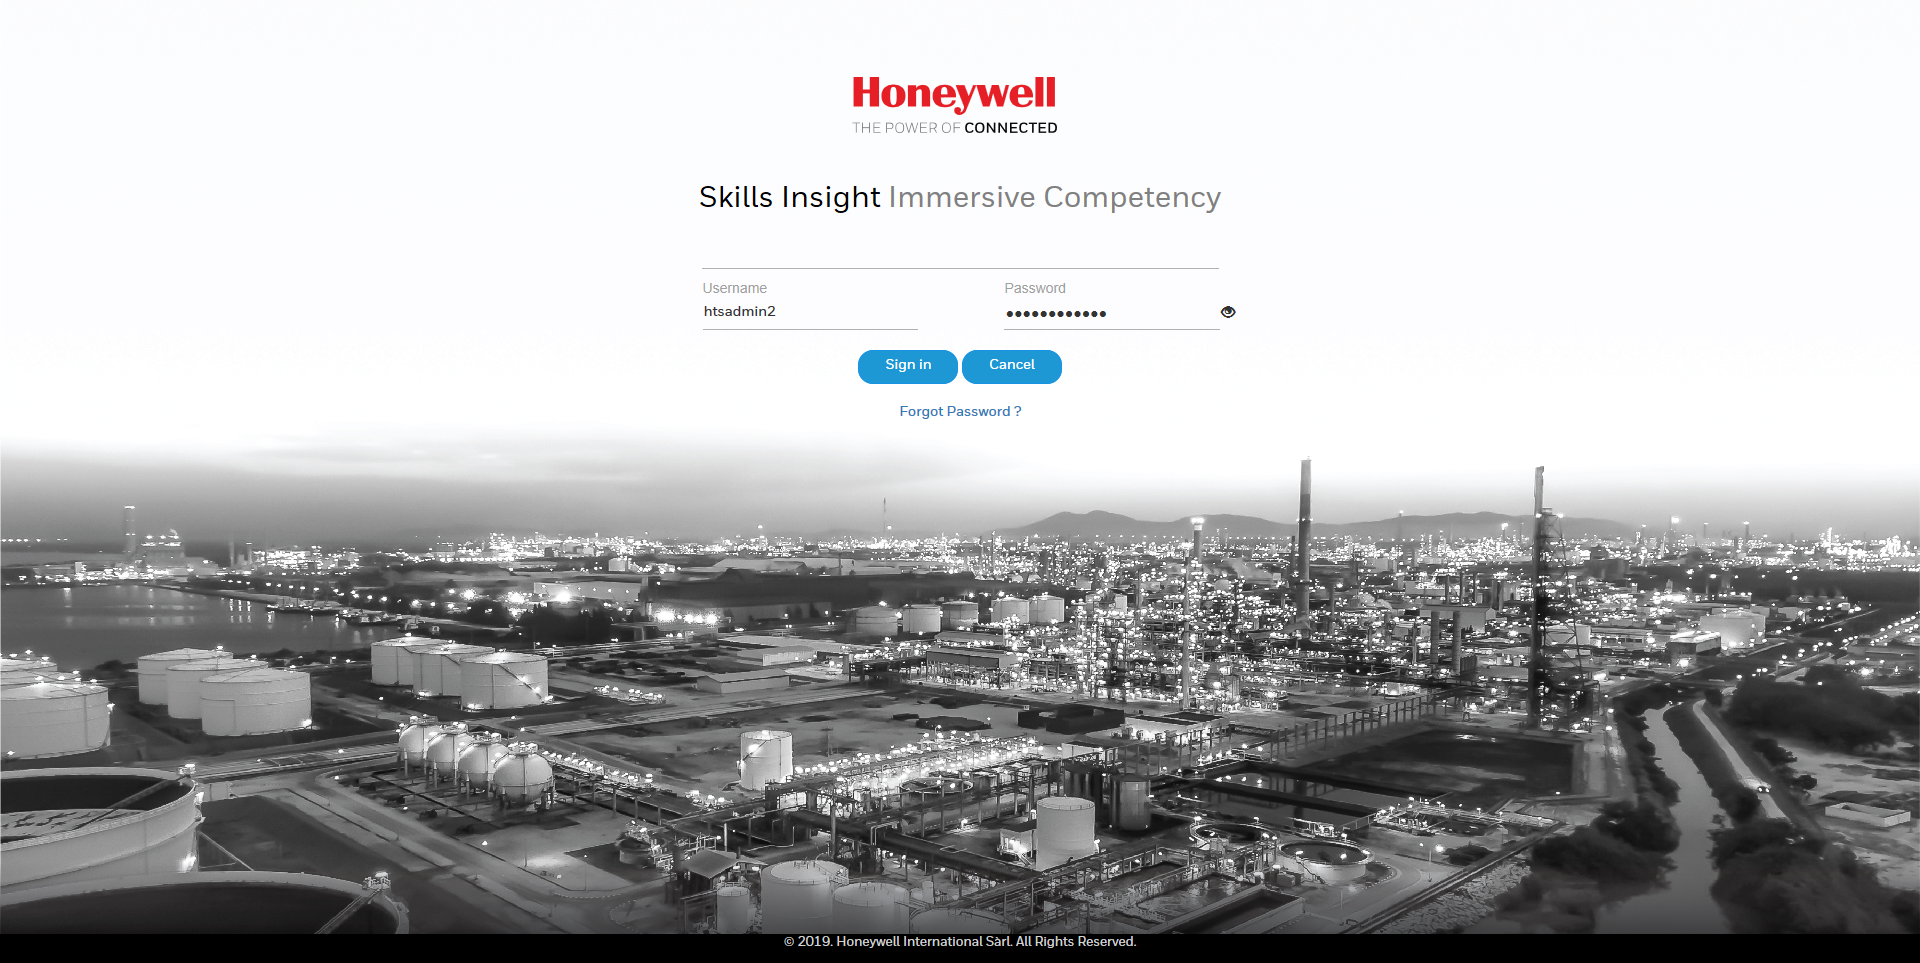 Honeywell
THE POWER OF CONNECTED
Skills Insight Immersive Competency
Username
Password
htsadmin2
●●●●●●●●●●●●
Sign in
Cancel
Forgot Password ?
© 2019. Honeywell International Sàrl. All Rights Reserved.